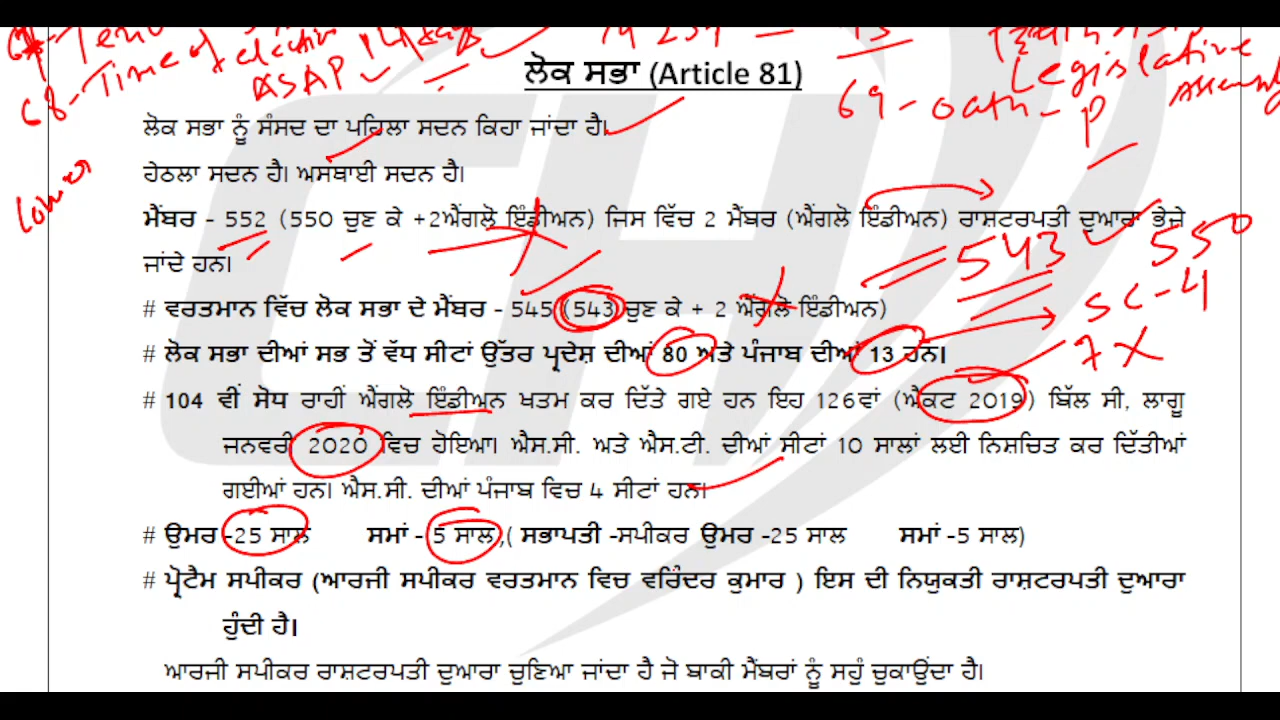 Time of election
ASAP
69-oath-P
Legislative
ਲੋਕ ਸਭਾ (Article 81)
ਲੋਕ ਸਭਾ ਨੂੰ ਸੰਸਦ ਦਾ ਪਹਿਲਾ ਸਦਨ ਕਿਹਾ ਜਾਂਦਾ ਹੈ।
ਹੇਠਲਾ ਸਦਨ ਹੈ। ਅਸਥਾਈ ਸਦਨ ਹੈ।
Lower
ਮੈਂਬਰ - 552 (550 ਚੁਣ ਕੇ +2ਐਂਗਲੋ ਇੰਡੀਅਨ) ਜਿਸ ਵਿੱਚ 2 ਮੈਂਬਰ (ਐਂਗਲੋ ਇੰਡੀਅਨ) ਰਾਸ਼ਟਰਪਤੀ ਦੁਆਰਾ ਭੇਜੇ
ਜਾਂਦੇ ਹਨ।
543 550
# ਵਰਤਮਾਨ ਵਿੱਚ ਲੋਕ ਸਭਾ ਦੇ ਮੈਂਬਰ - 545 (543 ਚੁਣ ਕੇ + 2 ਐਂਗਲੋ ਇੰਡੀਅਨ)
SC-4
# ਲੋਕ ਸਭਾ ਦੀਆਂ ਸਭ ਤੋਂ ਵੱਧ ਸੀਟਾਂ ਉੱਤਰ ਪ੍ਰਦੇਸ਼ ਦੀਆਂ 80 ਅਤੇ ਪੰਜਾਬ ਦੀਆਂ 13 ਹਨ।
7 X
# 104 ਵੀਂ ਸੋਧ ਰਾਹੀਂ ਐਂਗਲੋ ਇੰਡੀਅਨ ਖਤਮ ਕਰ ਦਿੱਤੇ ਗਏ ਹਨ ਇਹ 126ਵਾਂ (ਐਕਟ 2019) ਬਿੱਲ ਸੀ, ਲਾਗੂ
ਜਨਵਰੀ 2020 ਵਿਚ ਹੋਇਆ। ਐਸ.ਸੀ. ਅਤੇ ਐਸ.ਟੀ. ਦੀਆਂ ਸੀਟਾਂ 10 ਸਾਲਾਂ ਲਈ ਨਿਸ਼ਚਿਤ ਕਰ ਦਿੱਤੀਆਂ
ਗਈਆਂ ਹਨ। ਐਸ.ਸੀ. ਦੀਆਂ ਪੰਜਾਬ ਵਿਚ 4 ਸੀਟਾਂ ਹਨ।
# ਉਮਰ -25 ਸਾਲ ਸਮਾਂ - 5 ਸਾਲ ,( ਸਭਾਪਤੀ -ਸਪੀਕਰ ਉਮਰ -25 ਸਾਲ ਸਮਾਂ -5 ਸਾਲ)
# ਪ੍ਰੋਟੈਮ ਸਪੀਕਰ (ਆਰਜੀ ਸਪੀਕਰ ਵਰਤਮਾਨ ਵਿਚ ਵਰਿੰਦਰ ਕੁਮਾਰ ) ਇਸ ਦੀ ਨਿਯੁਕਤੀ ਰਾਸ਼ਟਰਪਤੀ ਦੁਆਰਾ
ਹੁੰਦੀ ਹੈ।
ਆਰਜੀ ਸਪੀਕਰ ਰਾਸ਼ਟਰਪਤੀ ਦੁਆਰਾ ਚੁਣਿਆ ਜਾਂਦਾ ਹੈ ਜੋ ਬਾਕੀ ਮੈਂਬਰਾਂ ਨੂੰ ਸਹੁੰ ਚੁਕਾਉਂਦਾ ਹੈ।